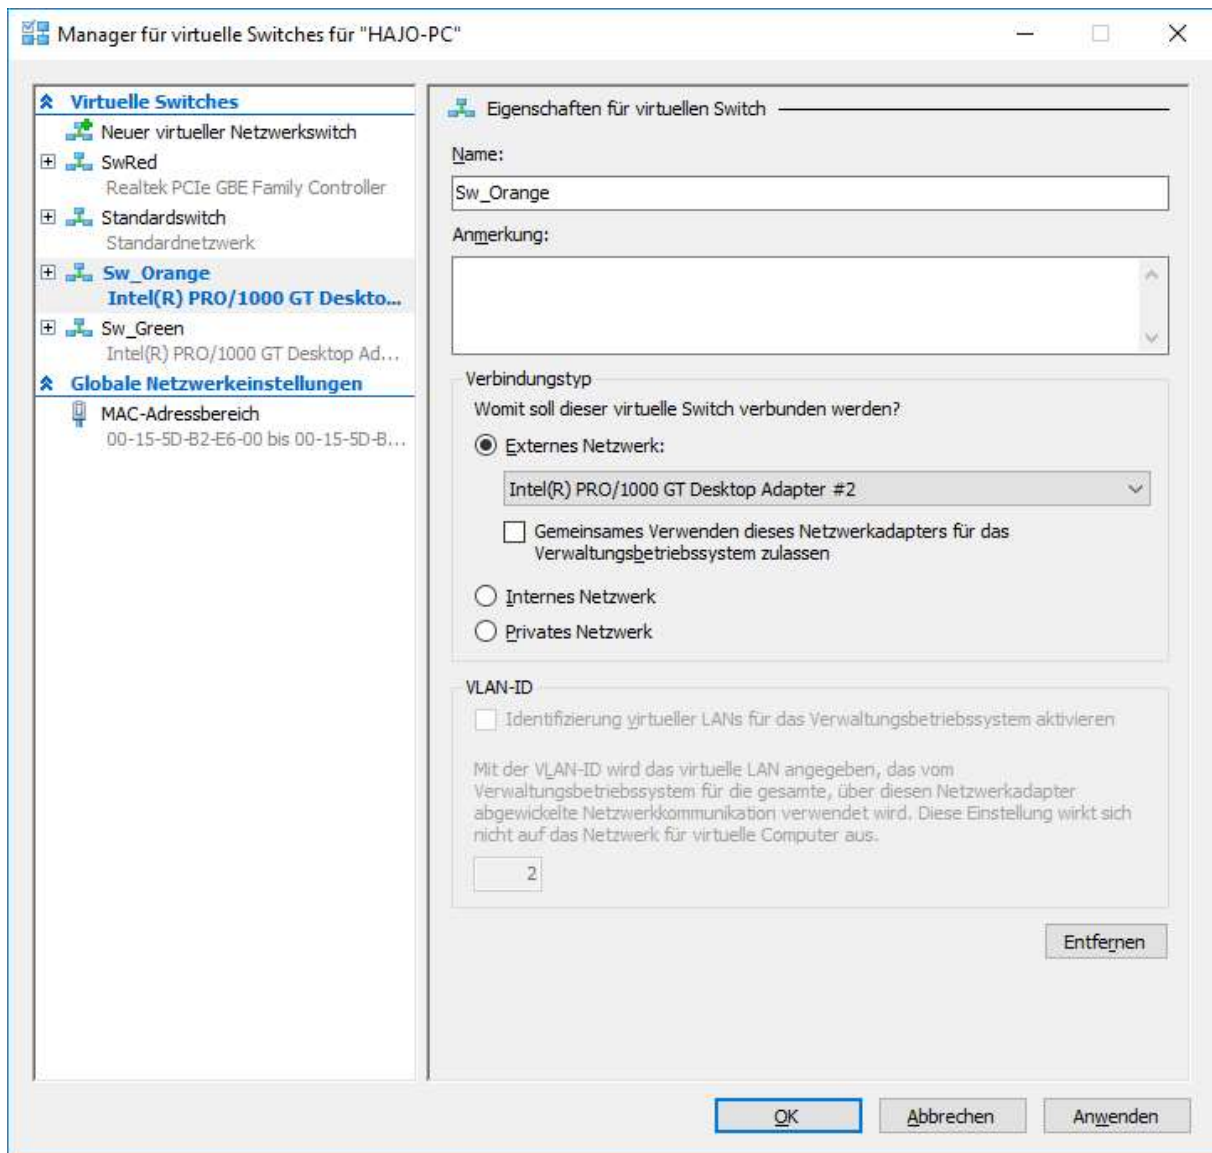 Manager für virtuelle Switches für "HAJO-PC"
Virtuelle Switches
Neuer virtueller Netzwerkswitch
SwRed
Realtek PCIe GBE Family Controller
Standardswitch
Standardnetzwerk
Sw_Orange
Intel(R) PRO/1000 GT Deskto...
Sw_Green
Intel(R) PRO/1000 GT Desktop Ad...
Globale Netzwerkeinstellungen
MAC-Adressbereich
00-15-5D-B2-E6-00 bis 00-15-5D-B...
Eigenschaften für virtuellen Switch
Name:
Sw_Orange
Anmerkung:
Verbindungstyp
Womit soll dieser virtuelle Switch verbunden werden?
Externes Netzwerk:
Intel(R) PRO/1000 GT Desktop Adapter #2
Gemeinsames Verwenden dieses Netzwerkadapters für das
Verwaltungsbetriebssystem zulassen
Internes Netzwerk
Privates Netzwerk
VLAN-ID
Identifizierung virtueller LANs für das Verwaltungsbetriebssystem aktivieren
Mit der VLAN-ID wird das virtuelle LAN angegeben, das vom
Verwaltungsbetriebssystem für die gesamte, über diesen Netzwerkadapter
abgewickelte Netzwerkkommunikation verwendet wird. Diese Einstellung wirkt sich
nicht auf das Netzwerk für virtuelle Computer aus.
2
Entfernen
OK
Abbrechen
Anwenden